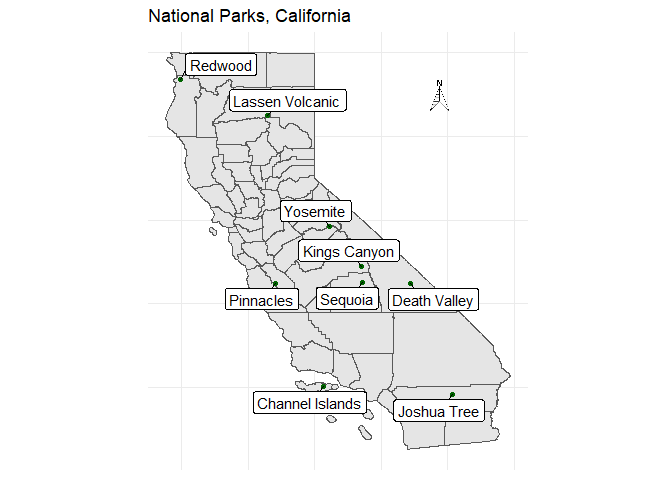 National Parks, California
Redwood
N
Lassen Volcanic
Yosemite
Kings Canyon
Pinnacles
Sequoia
Death Valley
Channel Islands
Joshua Tree